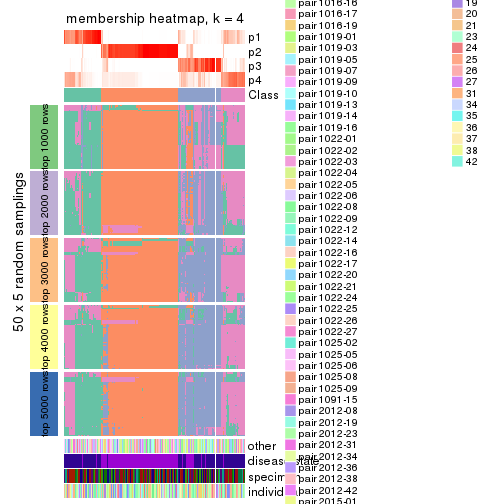 membership heatmap, k = 4
p1
p2
p3
p4
Class
50 x 5 random samplings
top 1000 rows
top 2000 rows
top 3000 rows
top 4000 rows
top 5000 rows
other
disease.state
specimen
individual
pair1016-16
pair1016-17
pair1019-01
pair1019-03
pair1019-05
pair1019-07
pair1019-09
pair1019-10
pair1019-13
pair1019-14
pair1019-16
pair1022-01
pair1022-02
pair1022-03
pair1022-04
pair1022-05
pair1022-06
pair1022-08
pair1022-09
pair1022-12
pair1022-14
pair1022-16
pair1022-17
pair1022-20
pair1022-21
pair1022-24
pair1022-25
pair1022-26
pair1022-27
pair1025-02
pair1025-05
pair1025-06
pair1025-08
pair1025-09
pair1091-15
pair2012-08
pair2012-19
pair2012-23
pair2012-31
pair2012-34
pair2012-36
pair2012-38
pair2012-42
pair2015-01
19
20
21
23
24
25
26
27
31
34
35
36
37
38
42